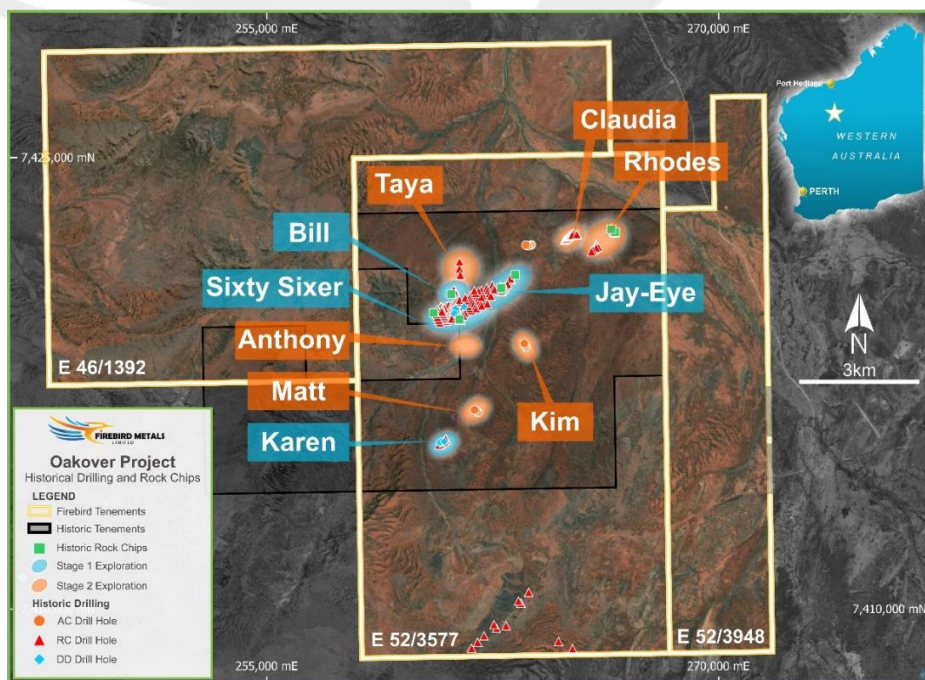 255,000 mE
270,000 mE
Port Hedland
WESTERN
AUSTRALIA
PERTH
Claudia
7,425,000 mN
Rhodes
Taya
Bill
Sixty Sixer
Jay-Eye
Anthony
E 46/1392
N
3km
Matt
Kim
Karen
FIREBIRD METALS
LIMITED
Oakover Project
Historical Drilling and Rock Chips
LEGEND
Firebird Tenements
Historic Tenements
Historic Rock Chips
Stage 1 Exploration
Stage 2 Exploration
Historic Drilling
AC Drill Hole
RC Drill Hole
DD Drill Hole
7,410,000 mN
E 52/3577
E 52/3948
255,000 mE
270,000 mE